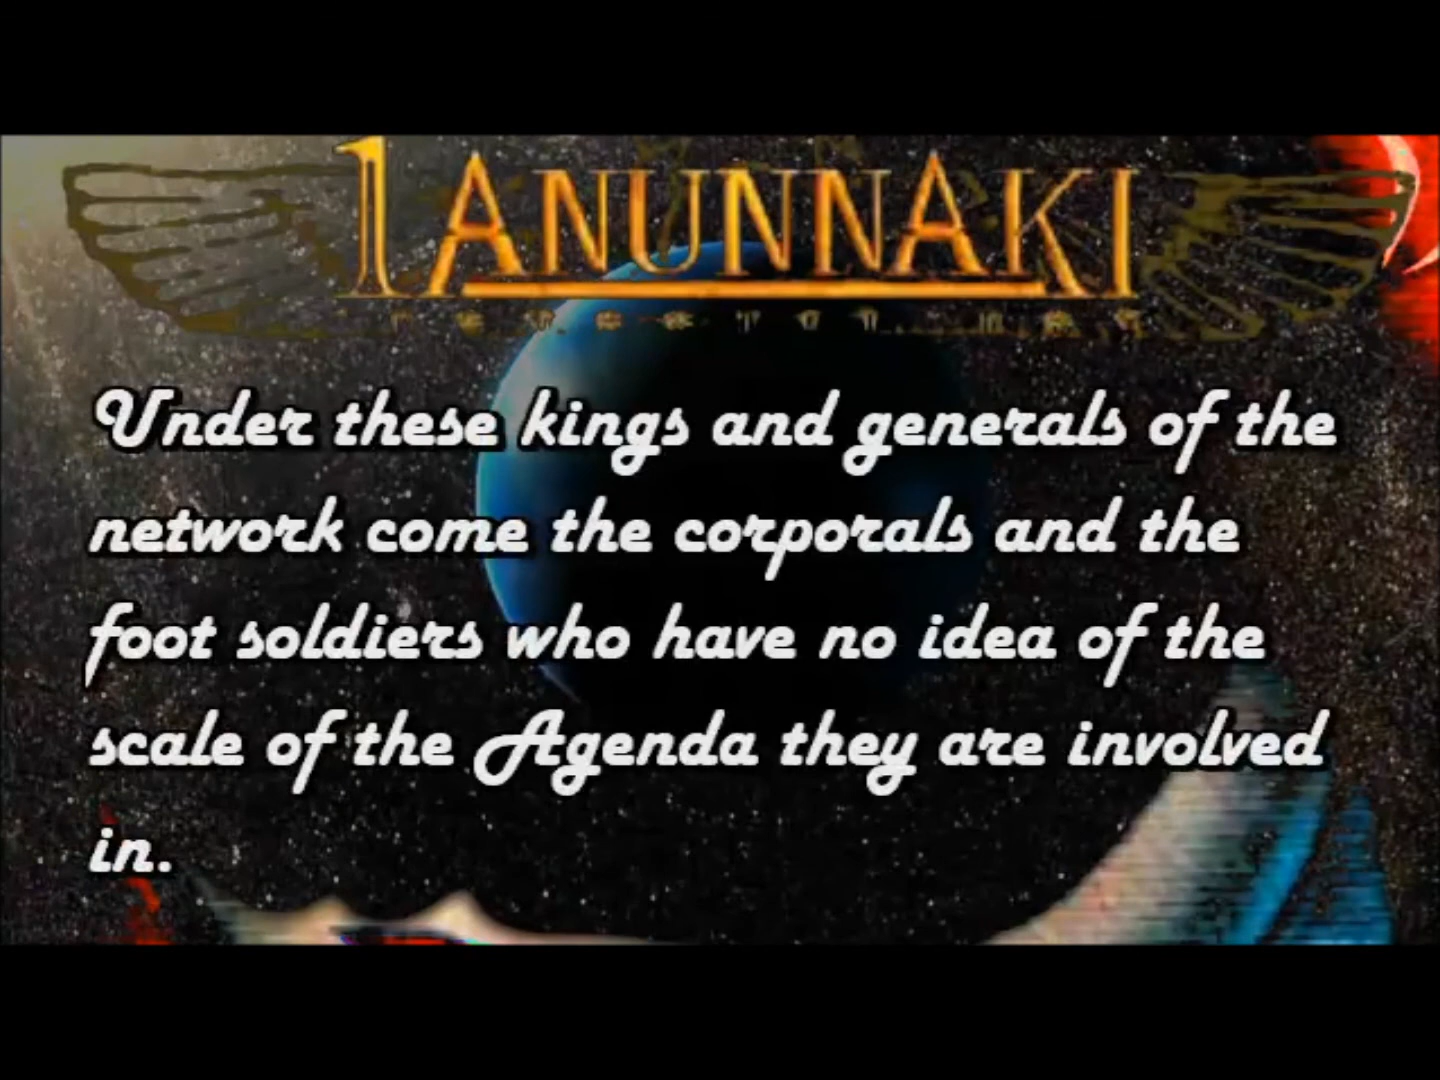 1ANUNNAKI
Under these kings and generals of the
network come the corporals and the
foot soldiers who have no idea of the
scale of the Agenda they are involved
in.